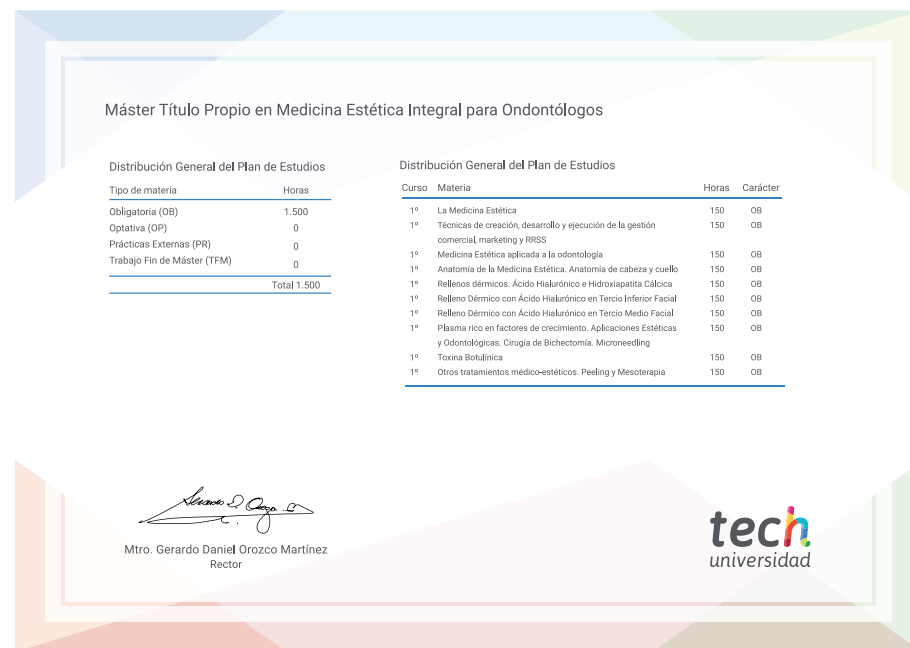 Máster Título Propio en Medicina Estética Integral para Ondontólogos
Distribución General del Plan de Estudios
Tipo de materia Horas
Obligatoria (OB) 1.500
Optativa (OP) 0
Prácticas Externas (PR) 0
Trabajo Fin de Máster (TFM) 0
Total 1.500
Distribución General del Plan de Estudios
Curso Materia Horas Carácter
1º La Medicina Estética 150 OB
1º Técnicas de creación, desarrollo y ejecución de la gestión 150 OB
comercial, marketing y RRSS
1º Medicina Estética aplicada a la odontología 150 OB
1º Anatomía de la Medicina Estética. Anatomía de cabeza y cuello 150 OB
1º Rellenos dérmicos. Ácido Hialurónico e Hidroxiapatita Cálcica 150 OB
1º Relleno Dérmico con Ácido Hialurónico en Tercio Inferior Facial 150 OB
1º Relleno Dérmico con Ácido Hialurónico en Tercio Medio Facial 150 OB
1º Plasma rico en factores de crecimiento. Aplicaciones Estéticas 150 OB
y Odontológicas. Cirugía de Bichectomía. Microneedling
1º Toxina Botulínica 150 OB
1º Otros tratamientos médico-estéticos. Peeling y Mesoterapia 150 OB
Mtro. Gerardo Daniel Orozco Martínez
Rector
tech
universidad